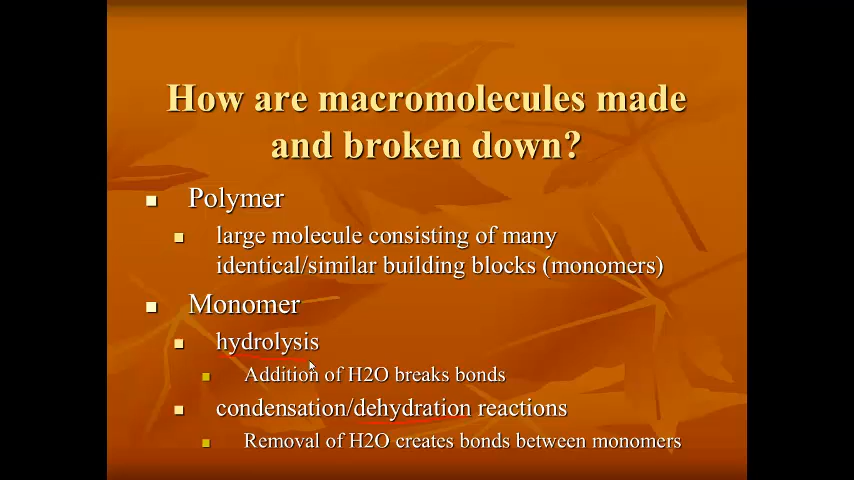 How are macromolecules made
and broken down?
Polymer
large molecule consisting of many
identical/similar building blocks (monomers)
Monomer
hydrolysis
Addition of H2O breaks bonds
condensation/dehydration reactions
Removal of H2O creates bonds between monomers